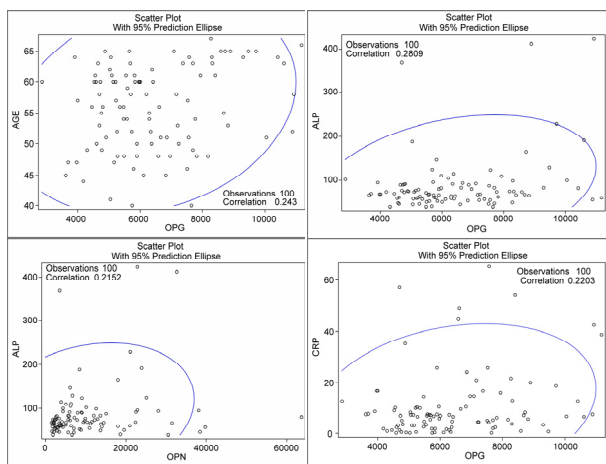 Scatter Plot
With 95% Prediction Ellipse
65
60
55
50
45
40
AGE
4000 6000 8000 10000
OPG
Observations 100
Correlation 0.243
Scatter Plot
With 95% Prediction Ellipse
Observations 100
Correlation 0.2809
400
300
200
100
ALP
4000 6000 8000 10000
OPG
Scatter Plot
With 95% Prediction Ellipse
Observations 100
Correlation 0.2152
400
300
200
100
ALP
0 20000 40000 60000
OPN
Scatter Plot
With 95% Prediction Ellipse
Observations 100
Correlation 0.2203
60
40
20
0
CRP
4000 6000 8000 10000
OPG